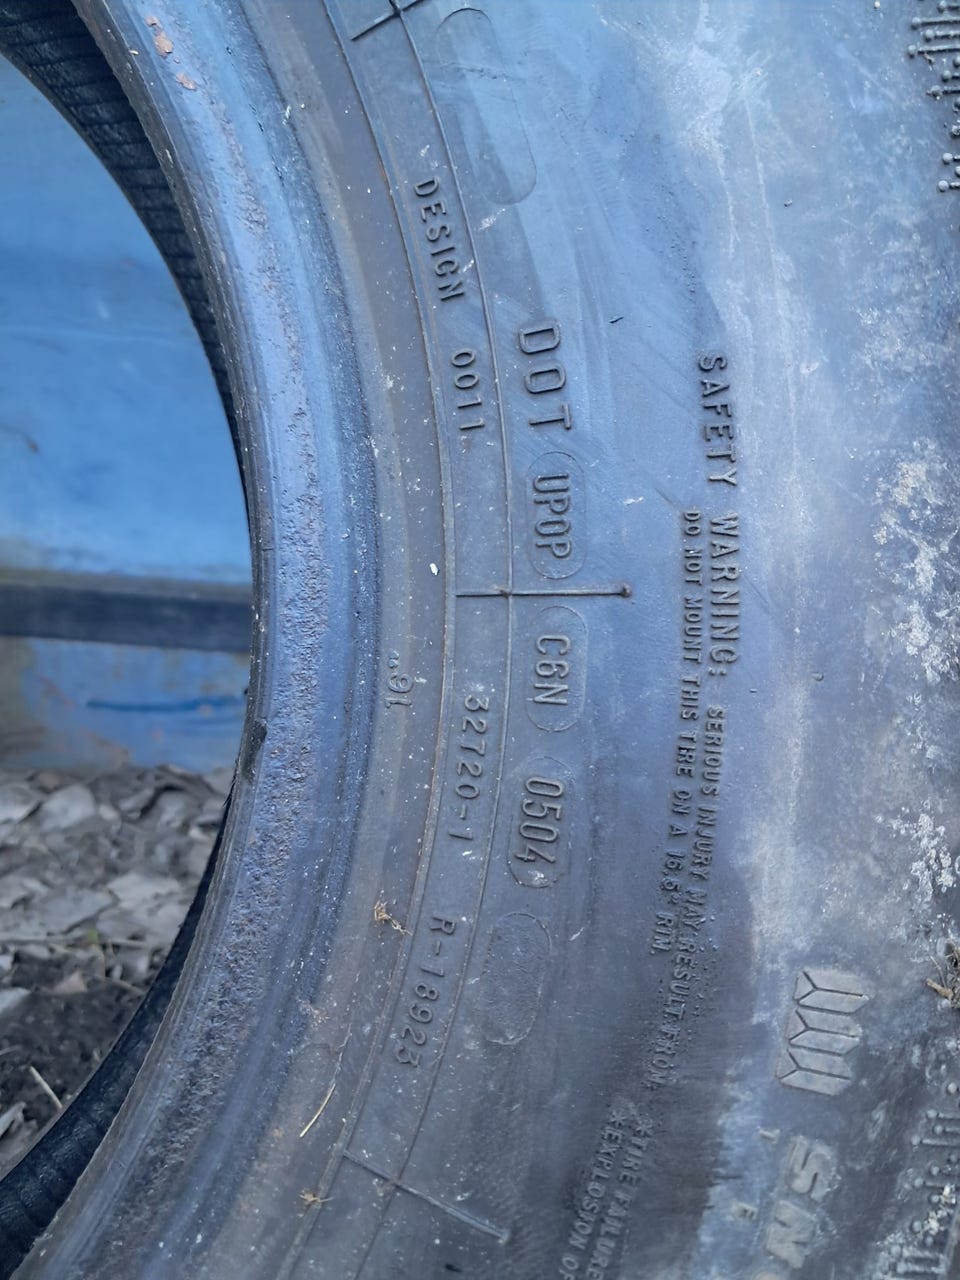 DESIGN 0011
DOT UPOP C6N 0504
16"
32720-1
R-18923
SAFETY WARNING: SERIOUS INJURY MAY RESULT FROM:
DO NOT MOUNT THIS TIRE ON A 16.5" RIM.
TIRE FAILURE
EXPLOSION OF